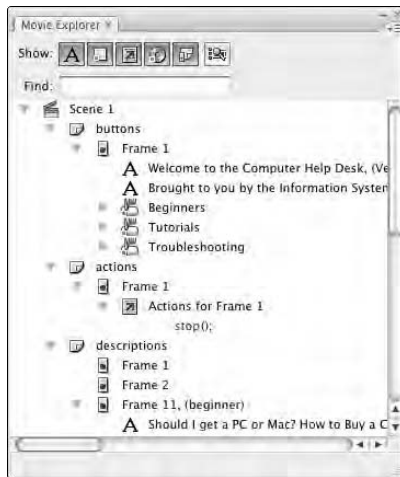 Movie Explorer ×
Show: A
Find:
Scene 1
buttons
Frame 1
A Welcome to the Computer Help Desk, (Ve
A Brought to you by the Information System
Beginners
Tutorials
Troubleshooting
actions
Frame 1
Actions for Frame 1
stop();
descriptions
Frame 1
Frame 2
Frame 11, (beginner)
A Should I get a PC or Mac? How to Buy a C